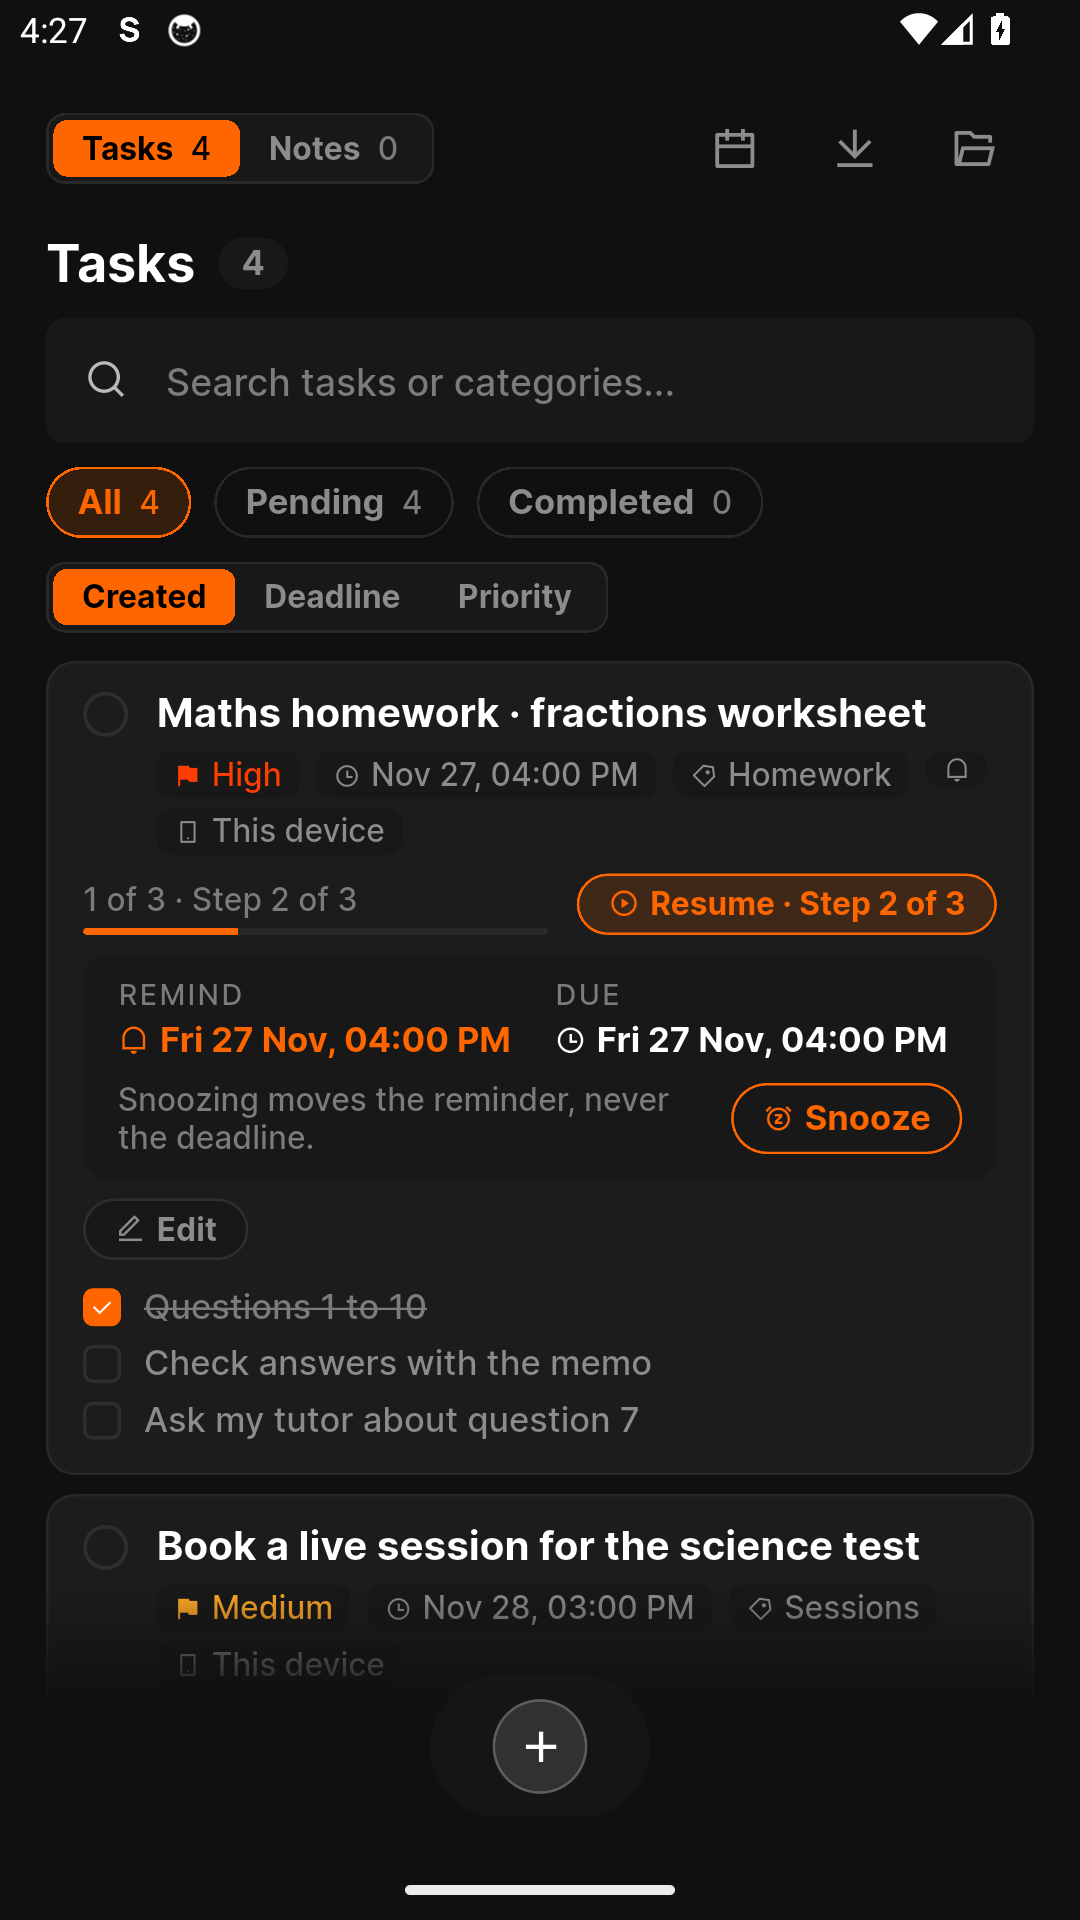 4:27 S
Tasks 4 Notes 0
Tasks 4
Search tasks or categories...
All 4 Pending 4 Completed 0
Created Deadline Priority
Maths homework · fractions worksheet
High Nov 27, 04:00 PM Homework
This device
1 of 3 · Step 2 of 3 Resume · Step 2 of 3
REMIND DUE
Fri 27 Nov, 04:00 PM Fri 27 Nov, 04:00 PM
Snoozing moves the reminder, never
the deadline.
Snooze
Edit
Questions 1 to 10
Check answers with the memo
Ask my tutor about question 7
Book a live session for the science test
Medium Nov 28, 03:00 PM Sessions
This device